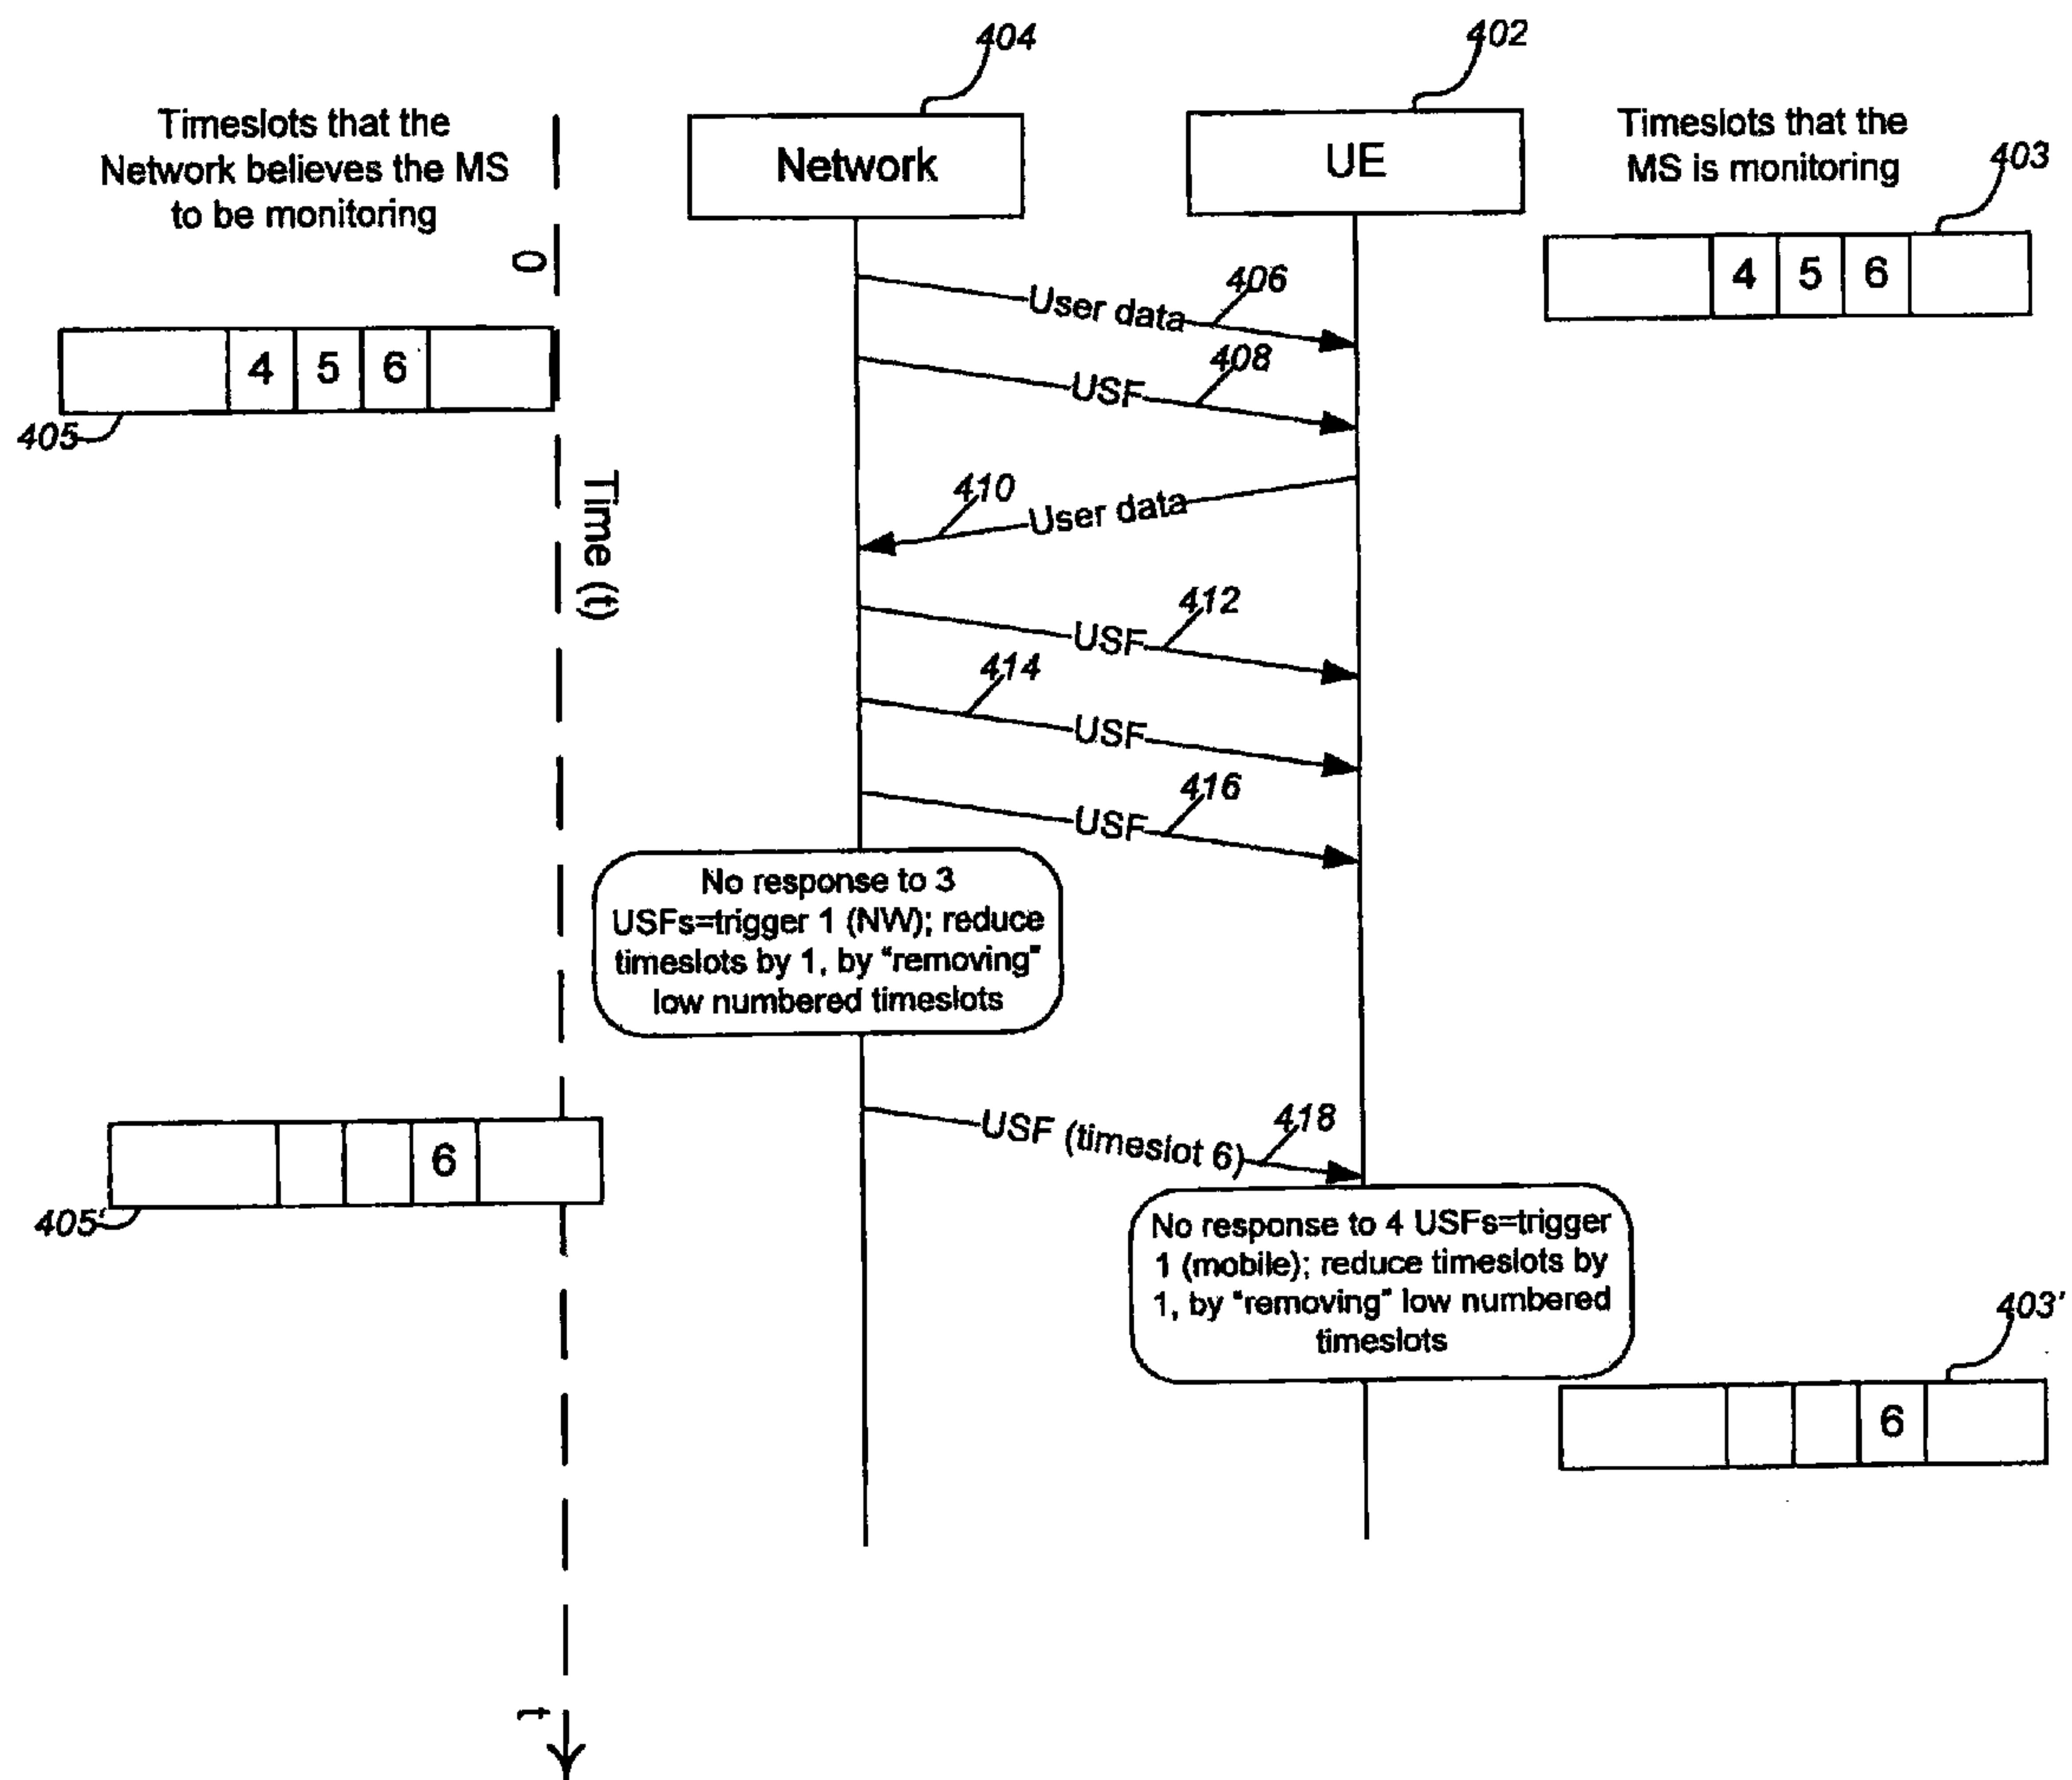 404
402
Timeslots that the
Network believes the MS
to be monitoring
Network
UE
Timeslots that the
MS is monitoring
403
0
4 5 6
User data
406
4 5 6
405
USF
408
Time (t)
User data
410
USF
412
USF
414
USF
416
No response to 3
USFs=trigger 1 (NW); reduce
timeslots by 1, by "removing"
low numbered timeslots
USF (timeslot 6)
418
6
405'
No response to 4 USFs=trigger
1 (mobile); reduce timeslots by
1, by "removing" low numbered
timeslots
403'
6
t